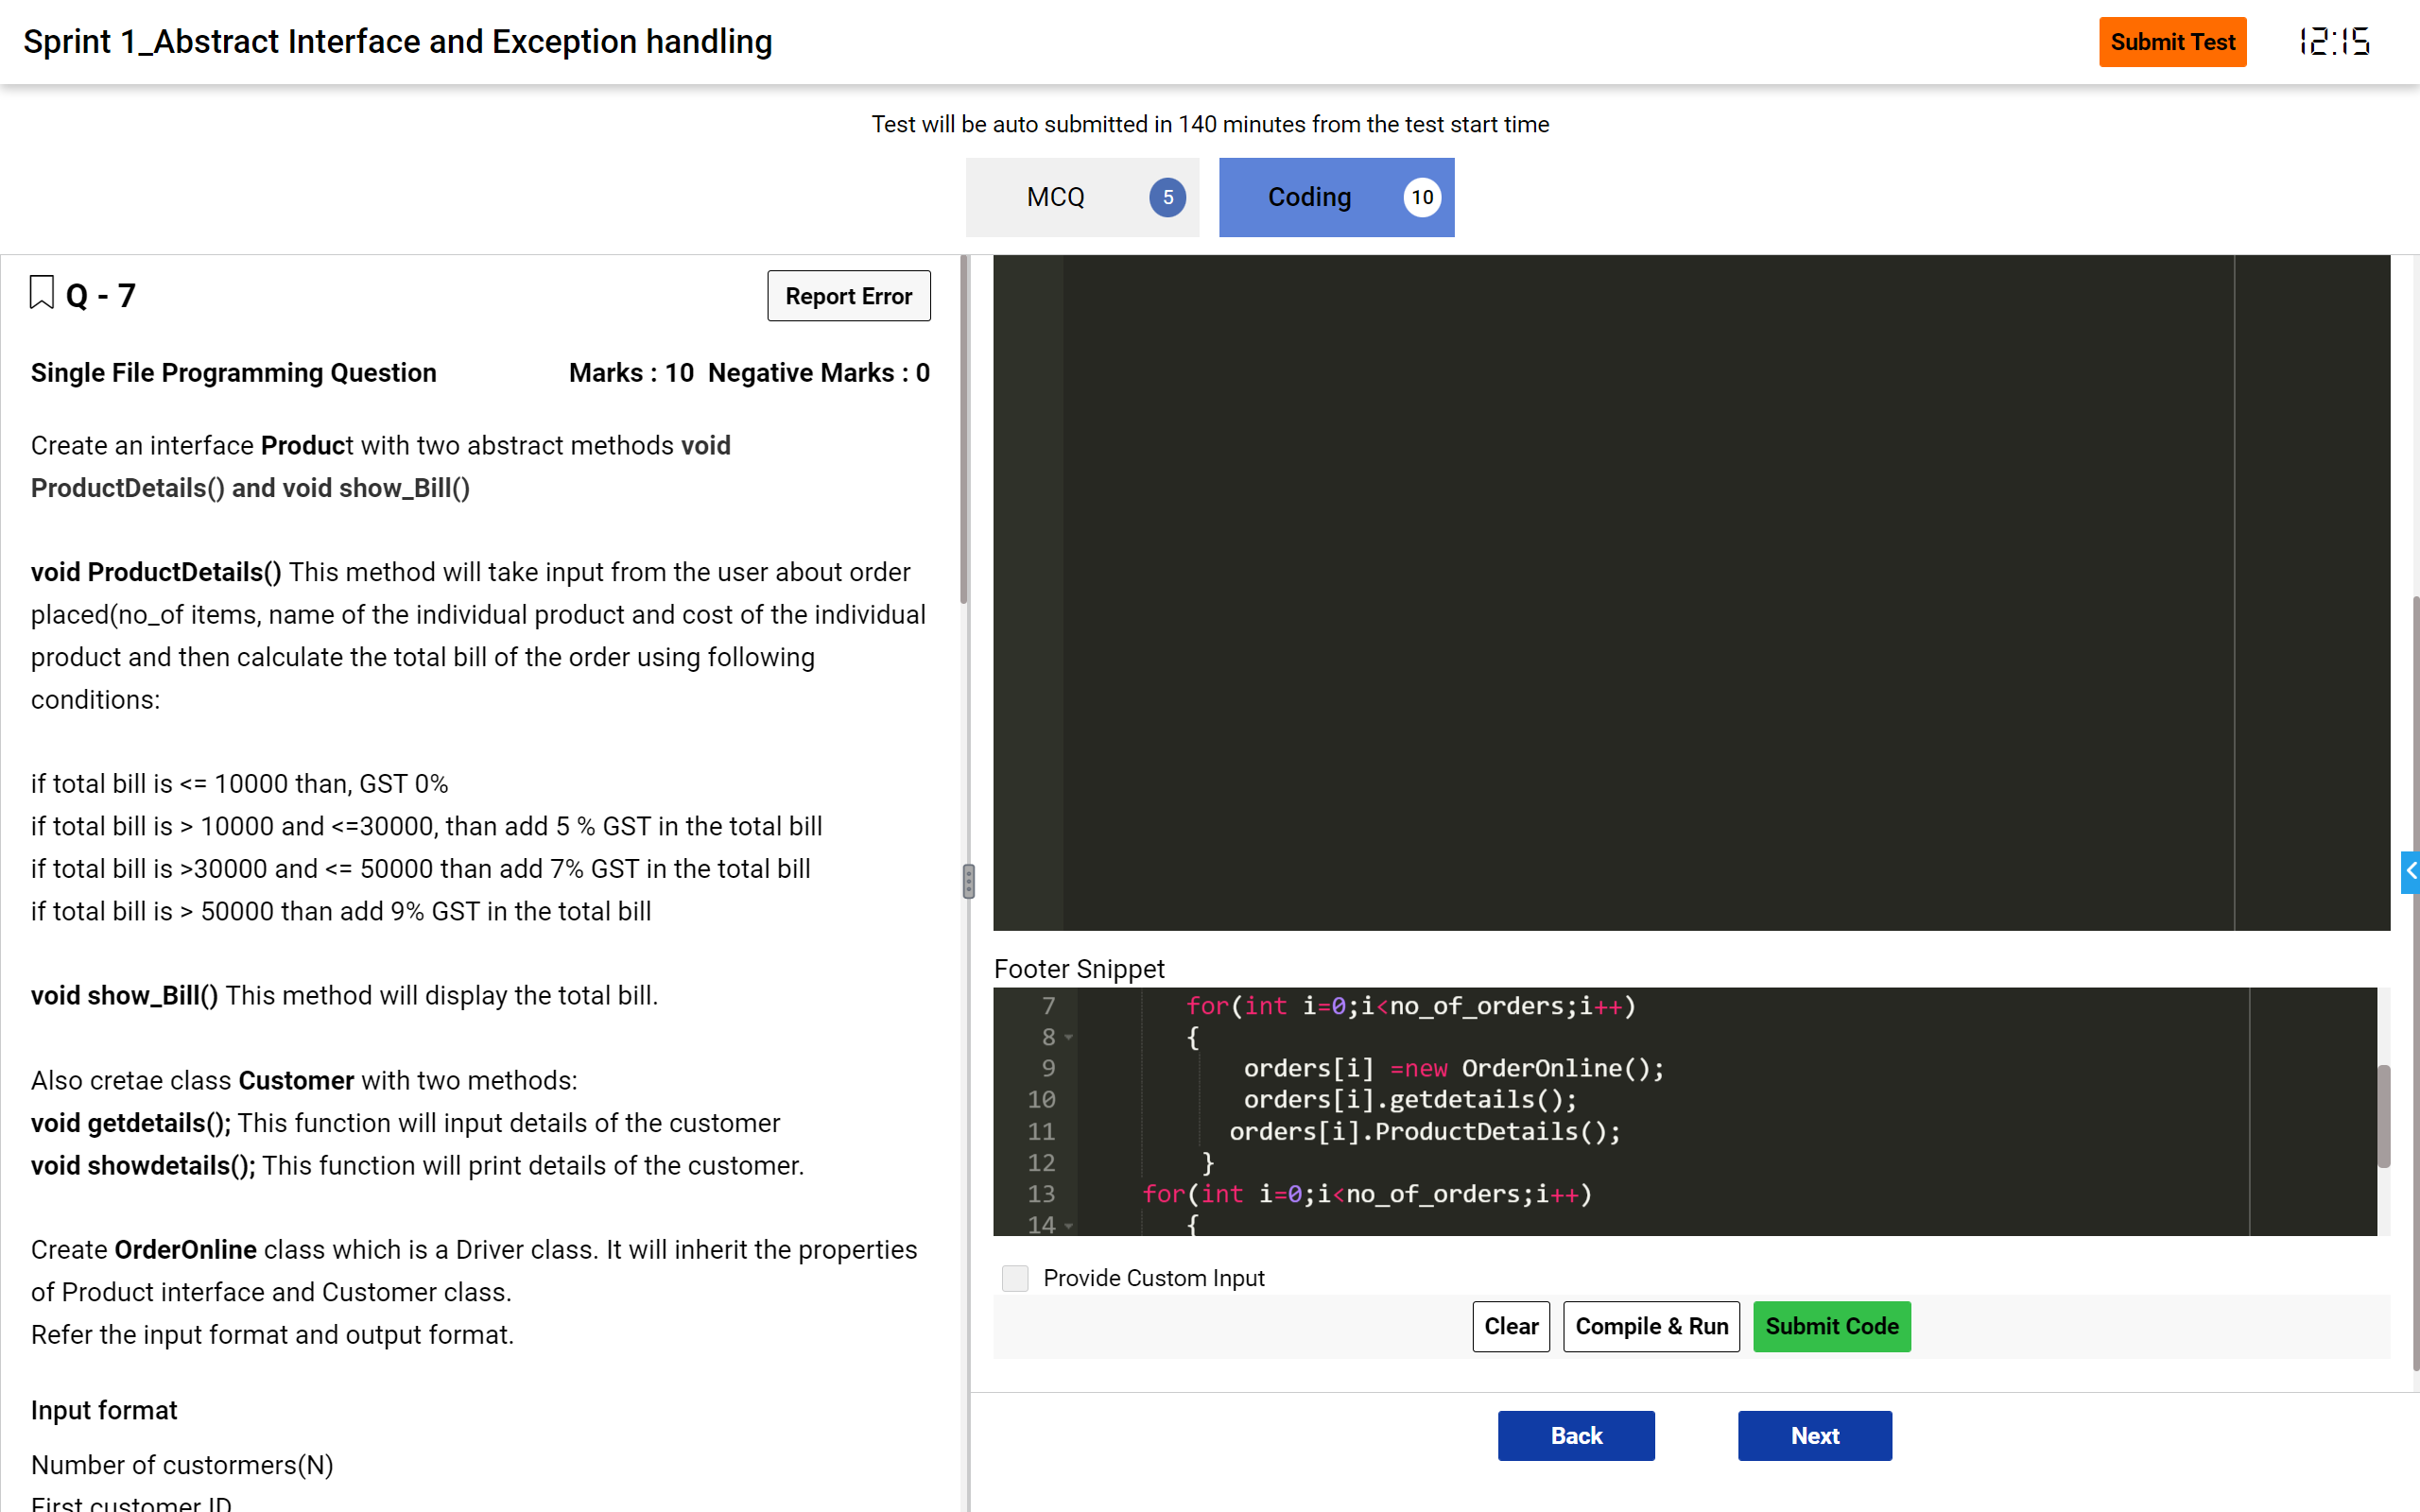 Sprint 1_Abstract Interface and Exception handling
Submit Test
12:15
Test will be auto submitted in 140 minutes from the test start time
MCQ 5
Coding 10
Q - 7
Report Error
Single File Programming Question
Marks : 10 Negative Marks : 0
Create an interface Product with two abstract methods void
ProductDetails() and void show_Bill()
void ProductDetails() This method will take input from the user about order
placed(no_of items, name of the individual product and cost of the individual
product and then calculate the total bill of the order using following
conditions:
if total bill is <= 10000 than, GST 0%
if total bill is > 10000 and <=30000, than add 5 % GST in the total bill
if total bill is >30000 and <= 50000 than add 7% GST in the total bill
if total bill is > 50000 than add 9% GST in the total bill
void show_Bill() This method will display the total bill.
Also cretae class Customer with two methods:
void getdetails(); This function will input details of the customer
void showdetails(); This function will print details of the customer.
Create OrderOnline class which is a Driver class. It will inherit the properties
of Product interface and Customer class.
Refer the input format and output format.
Input format
Number of custormers(N)
First customer ID
Footer Snippet
7 for(int i=0;i<no_of_orders;i++)
8 {
9 orders[i] =new OrderOnline();
10 orders[i].getdetails();
11 orders[i].ProductDetails();
12 }
13 for(int i=0;i<no_of_orders;i++)
14 {
Provide Custom Input
Clear
Compile & Run
Submit Code
Back
Next